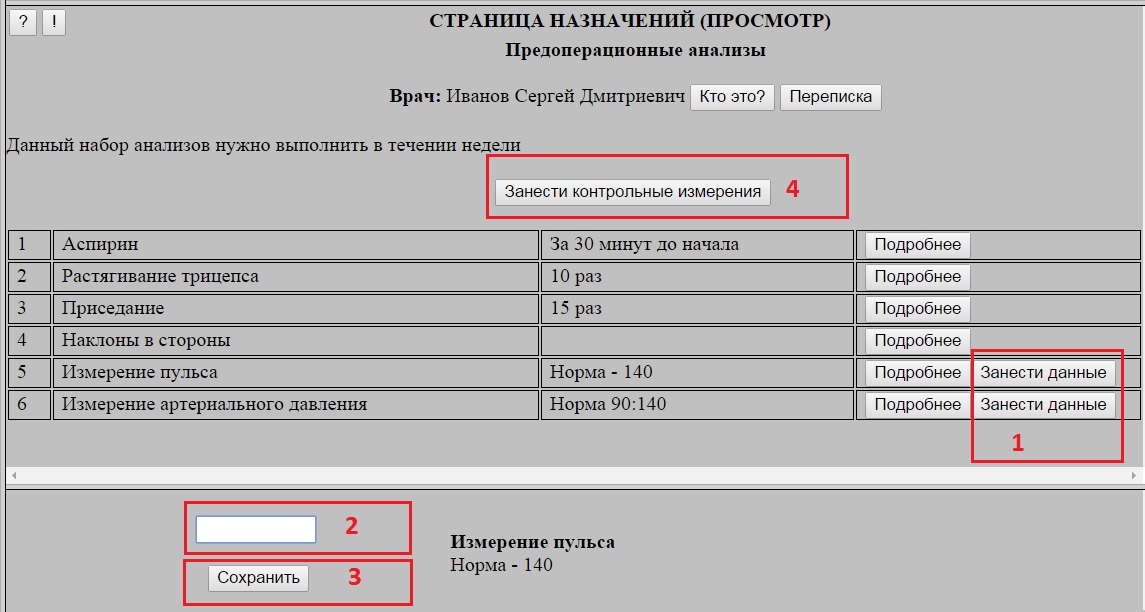 ? ! СТРАНИЦА НАЗНАЧЕНИЙ (ПРОСМОТР)
Предоперационные анализы
Врач: Иванов Сергей Дмитриевич Кто это? Переписка
Данный набор анализов нужно выполнить в течении недели
Занести контрольные измерения 4
1 Аспирин За 30 минут до начала Подробнее
2 Растягивание трицепса 10 раз Подробнее
3 Приседание 15 раз Подробнее
4 Наклоны в стороны Подробнее
5 Измерение пульса Норма - 140 Подробнее Занести данные
6 Измерение артериального давления Норма 90:140 Подробнее Занести данные
1
2
Измерение пульса
Норма - 140
Сохранить 3